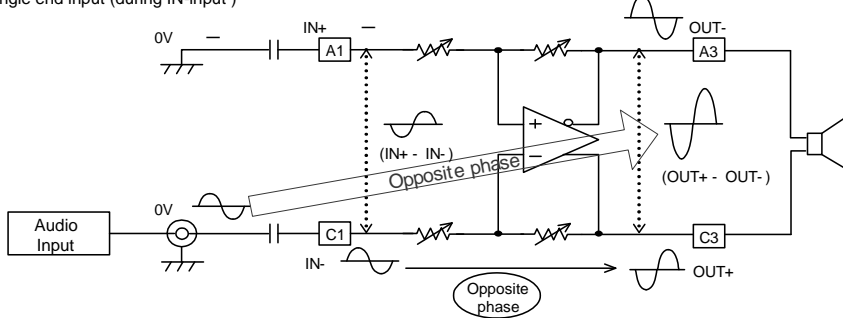 ngle end input (during IN-input )
0V
IN+
A1
OUT-
A3
+
−
(IN+ - IN- )
Opposite phase
(OUT+ - OUT- )
Audio
Input
0V
C1
IN-
Opposite
phase
C3
OUT+